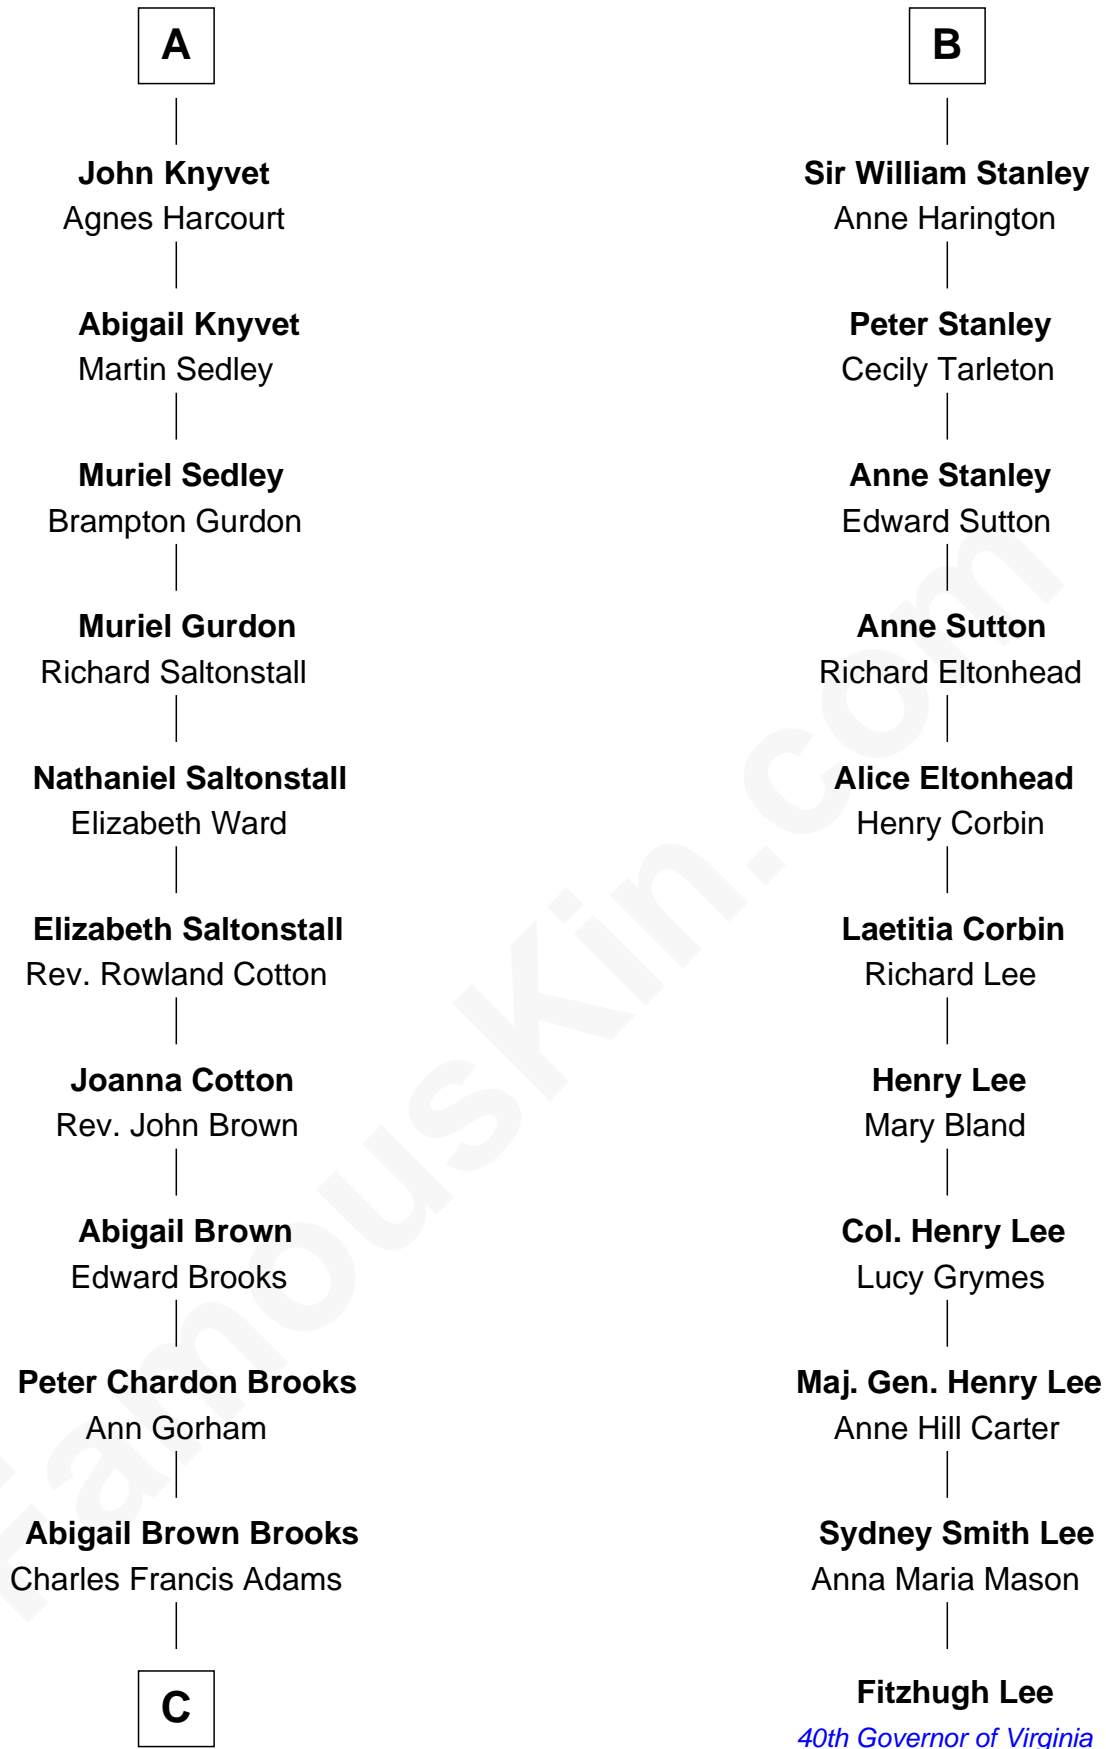 A
John Knyvet
Agnes Harcourt
Abigail Knyvet
Martin Sedley
Muriel Sedley
Brampton Gurdon
Muriel Gurdon
Richard Saltonstall
Nathaniel Saltonstall
Elizabeth Ward
Elizabeth Saltonstall
Rev. Rowland Cotton
Joanna Cotton
Rev. John Brown
Abigail Brown
Edward Brooks
Peter Chardon Brooks
Ann Gorham
Abigail Brown Brooks
Charles Francis Adams
C
B
Sir William Stanley
Anne Harington
Peter Stanley
Cecily Tarleton
Anne Stanley
Edward Sutton
Anne Sutton
Richard Eltonhead
Alice Eltonhead
Henry Corbin
Laetitia Corbin
Richard Lee
Henry Lee
Mary Bland
Col. Henry Lee
Lucy Grymes
Maj. Gen. Henry Lee
Anne Hill Carter
Sydney Smith Lee
Anna Maria Mason
Fitzhugh Lee
40th Governor of Virginia
FamousKin.com